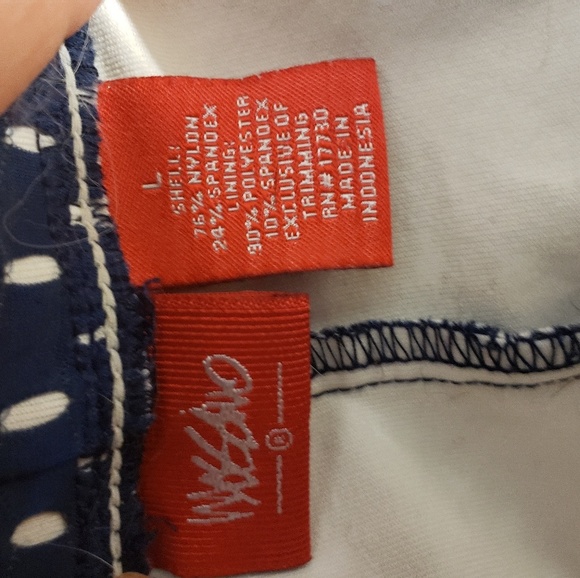 L
SHELL:
76% NYLON
24% SPANDEX
LINING:
90% POLYESTER
10% SPANDEX
EXCLUSIVE OF
TRIMMING
RN# 17730
MADE IN
INDONESIA
MOSSIMO
®